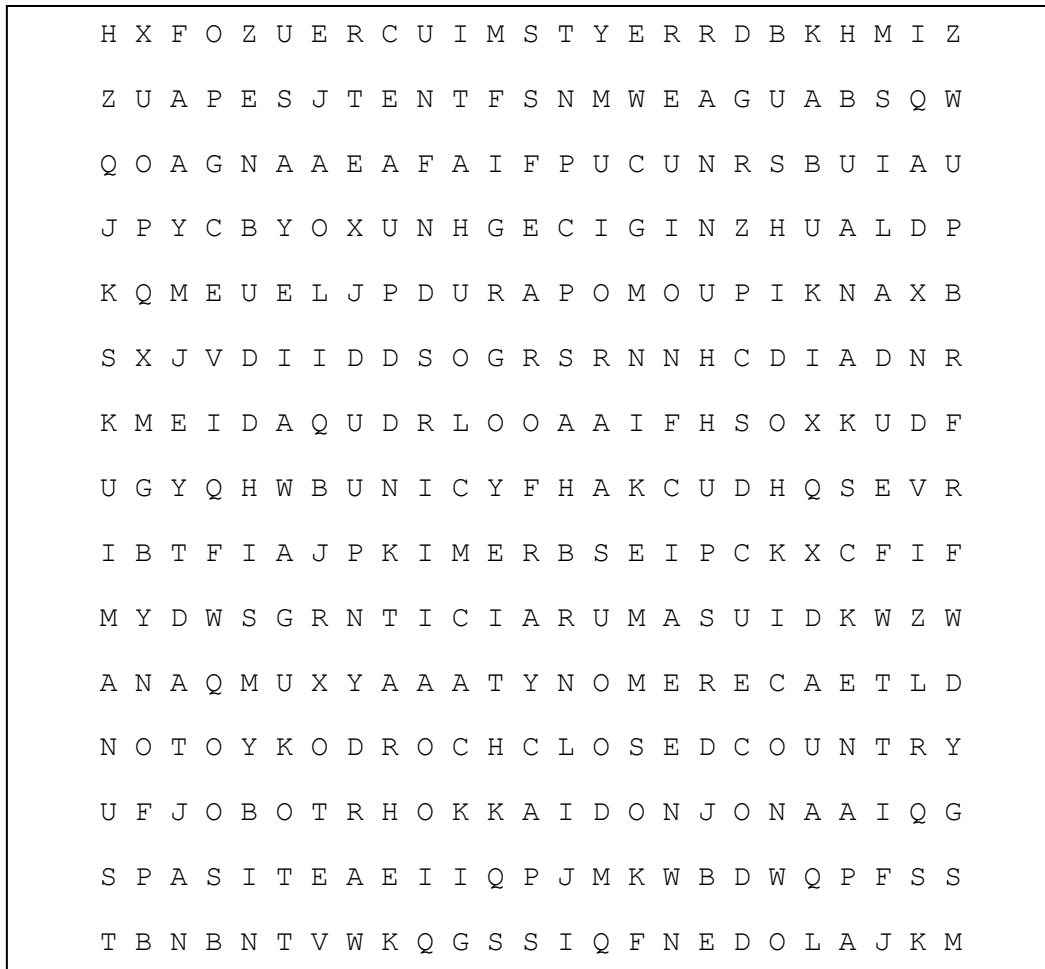 H X F O Z U E R C U I M S T Y E R R D B K H M I Z
Z U A P E S J T E N T F S N M W E A G U A B S Q W
Q O A G N A A E A F A I F P U C U N R S B U I A U
J P Y C B Y O X U N H G E C I G I N Z H U A L D P
K Q M E U E L J P D U R A P O M O U P I K N A X B
S X J V D I I D D S O G R S R N N H C D I A D N R
K M E I D A Q U D R L O O A A I F H S O X K U D F
U G Y Q H W B U N I C Y F H A K C U D H Q S E V R
I B T F I A J P K I M E R B S E I P C K X C F I F
M Y D W S G R N T I C I A R U M A S U I D K W Z W
A N A Q M U X Y A A A T Y N O M E R E C A E T L D
N O T O Y K O D R O C H C L O S E D C O U N T R Y
U F J O B O T R H O K K A I D O N J O N A A I Q G
S P A S I T E A E I I Q P J M K W B D W Q P F S S
T B N B N T V W K Q G S S I Q F N E D O L A J K M